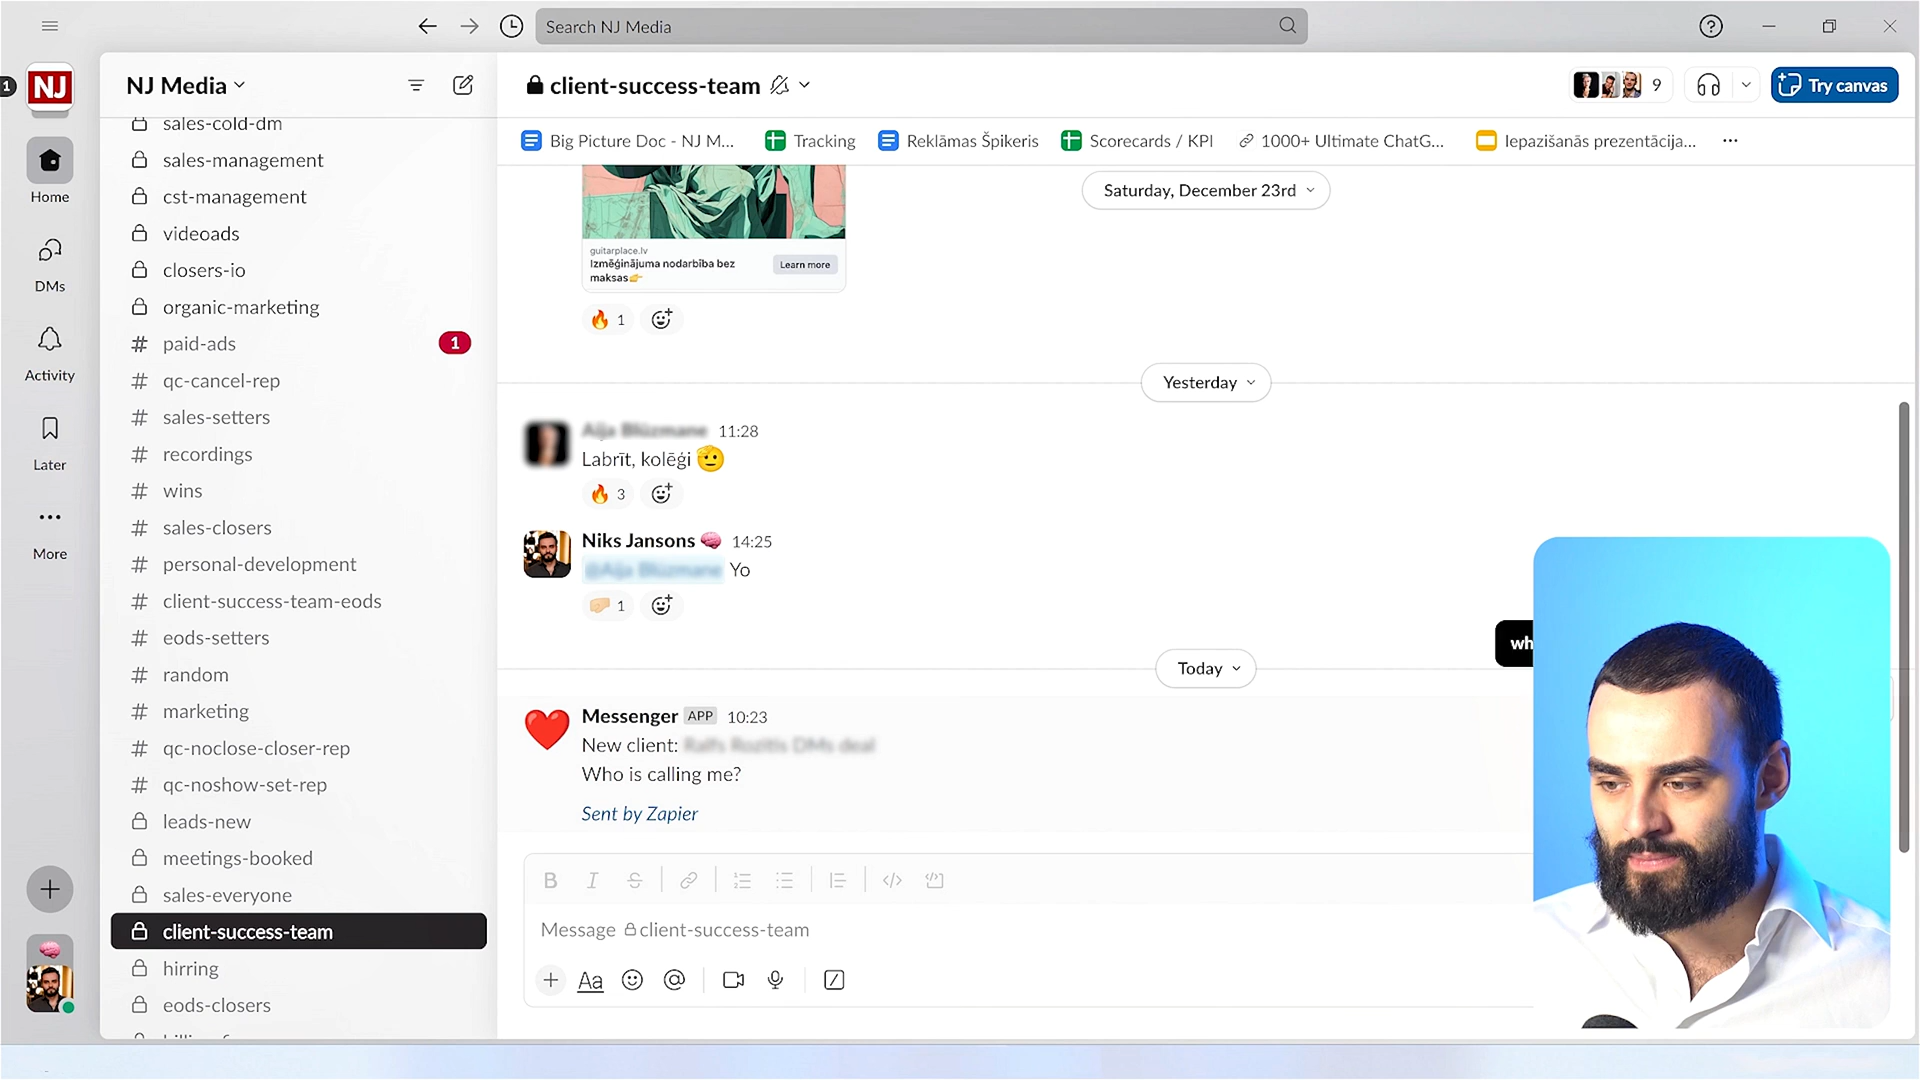 Search NJ Media
1
NJ
NJ Media
Home
DMs
Activity
Later
More
sales-cold-dm
sales-management
cst-management
videoads
closers-io
organic-marketing
paid-ads 1
qc-cancel-rep
sales-setters
recordings
wins
sales-closers
personal-development
client-success-team-eods
eods-setters
random
marketing
qc-noclose-closer-rep
qc-noshow-set-rep
leads-new
meetings-booked
sales-everyone
client-success-team
hirring
eods-closers
client-success-team
9
Try canvas
Big Picture Doc - NJ M...
Tracking
Reklāmas Špikeris
Scorecards / KPI
1000+ Ultimate ChatG...
Iepazišanās prezentācija...
Saturday, December 23rd
guitarplace.lv
Izmēģinājuma nodarbība bez
maksas👉
Learn more
🔥 1
Yesterday
11:28
Labrīt, kolēģi 🫡
🔥 3
Niks Jansons 🧠 14:25
Yo
🤛🏻 1
wh
Today
Messenger APP 10:23
New client:
Who is calling me?
Sent by Zapier
Message client-success-team